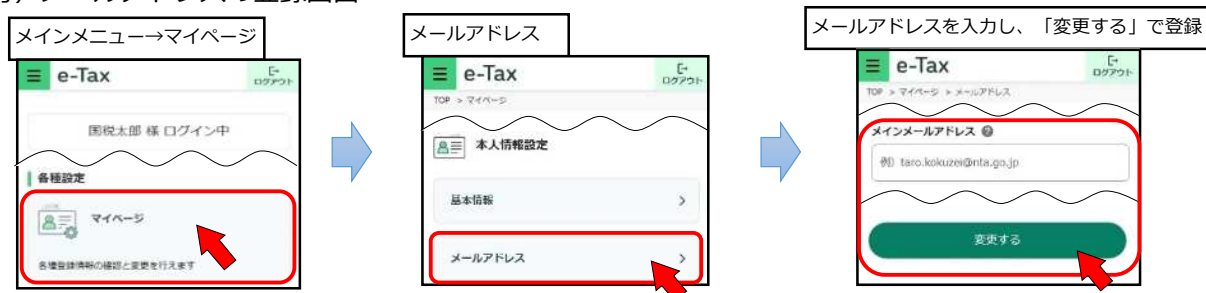 メインメニュー→マイページ
e-Tax
ログアウト
国税太郎 様 ログイン中
各種設定
マイページ
各種登録情報の確認と変更を行えます
メールアドレス
e-Tax
ログアウト
TOP > マイページ
本人情報設定
基本情報
メールアドレス
メールアドレスを入力し、「変更する」で登録
e-Tax
ログアウト
TOP > マイページ > メールアドレス
メインメールアドレス
例) taro.kokuzei@nta.go.jp
変更する